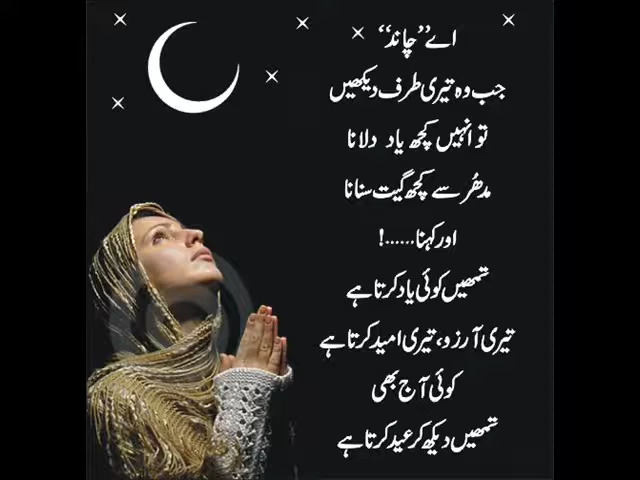 اے ”چاند“
جب وہ تیری طرف دیکھیں
تو انہیں کچھ یاد دلانا
مدھُر سے کچھ گیت سنانا
اور کہنا......!
تمھیں کوئی یاد کرتا ہے
تیری آرزو، تیری امید کرتا ہے
کوئی آج بھی
تمھیں دیکھ کر عید کرتا ہے